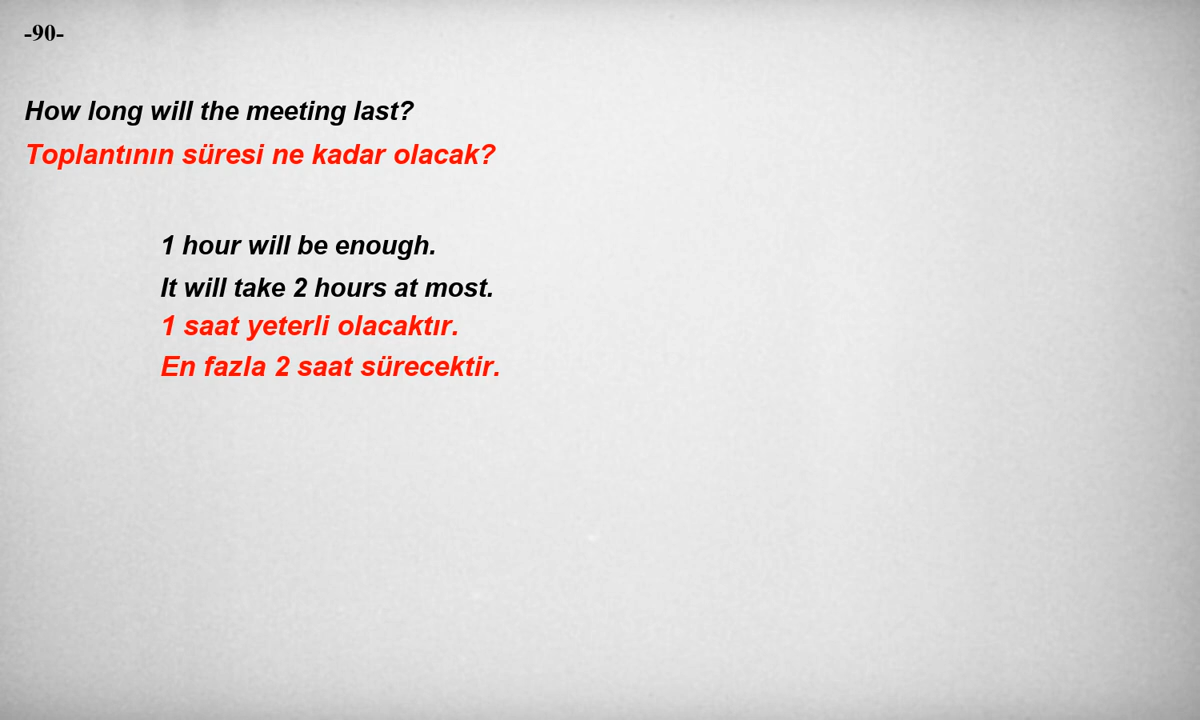 -90-
How long will the meeting last?
Toplantının süresi ne kadar olacak?
1 hour will be enough.
It will take 2 hours at most.
1 saat yeterli olacaktır.
En fazla 2 saat sürecektir.